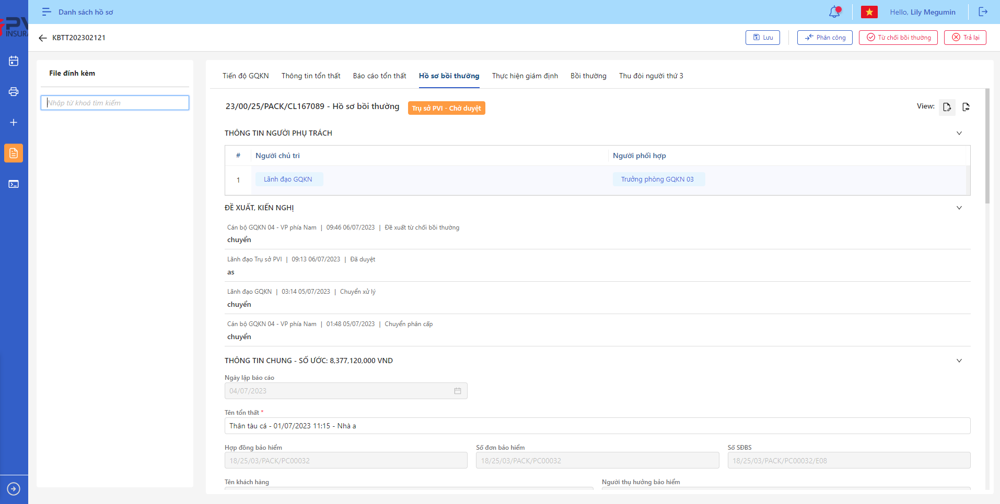 Danh sách hồ sơ
Hello, Lily Megumin
PV
INSURA
KBTT202302121
Lưu
Phân công
Từ chối bồi thường
Trả lại
File đính kèm
Nhập từ khoá tìm kiếm
Tiến độ GQKN
Thông tin tổn thất
Báo cáo tổn thất
Hồ sơ bồi thường
Thực hiện giám định
Bồi thường
Thu đòi người thứ 3
23/00/25/PACK/CL167089 - Hồ sơ bồi thường
Trụ sở PVI - Chờ duyệt
View:
THÔNG TIN NGƯỜI PHỤ TRÁCH
# Người chủ trì Người phối hợp
1 Lãnh đạo GQKN Trưởng phòng GQKN 03
ĐỀ XUẤT, KIẾN NGHỊ
Cán bộ GQKN 04 - VP phía Nam | 09:46 06/07/2023 | Đề xuất từ chối bồi thường
chuyển
Lãnh đạo Trụ sở PVI | 09:13 06/07/2023 | Đã duyệt
as
Lãnh đạo GQKN | 03:14 05/07/2023 | Chuyển xử lý
chuyển
Cán bộ GQKN 04 - VP phía Nam | 01:48 05/07/2023 | Chuyển phân cấp
chuyển
THÔNG TIN CHUNG - SỐ ƯỚC: 8,377,120,000 VND
Ngày lập báo cáo
04/07/2023
Tên tổn thất *
Thân tàu cá - 01/07/2023 11:15 - Nhà a
Hợp đồng bảo hiểm Số đơn bảo hiểm Số SĐBS
18/25/03/PACK/PC00032 18/25/03/PACK/PC00032 18/25/03/PACK/PC00032/E08
Tên khách hàng Người thụ hưởng bảo hiểm